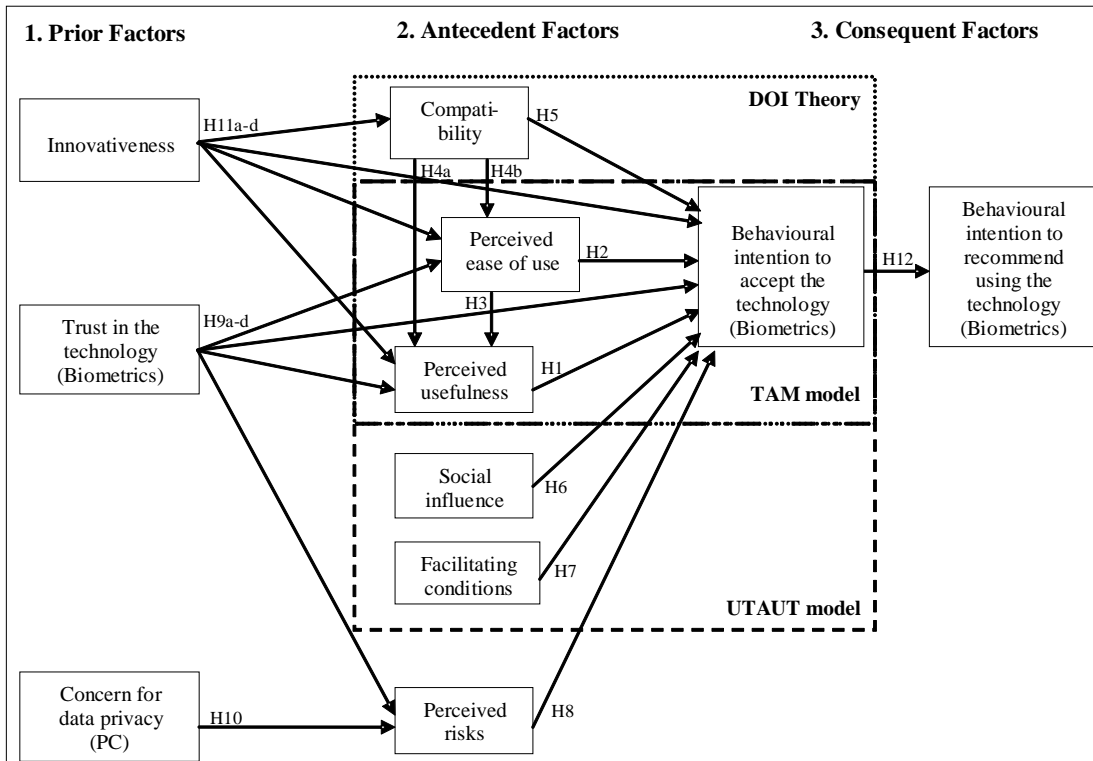 1. Prior Factors
2. Antecedent Factors
3. Consequent Factors
DOI Theory
Compati-
bility
H5
H11a-d
Innovativeness
H4a
H4b
Perceived
ease of use
H2
H3
Behavioural
intention to
accept the
technology
(Biometrics)
H12
Behavioural
intention to
recommend
using the
technology
(Biometrics)
H9a-d
Trust in the
technology
(Biometrics)
Perceived
usefulness
H1
TAM model
Social
influence
H6
Facilitating
conditions
H7
UTAUT model
Concern for
data privacy
(PC)
H10
Perceived
risks
H8